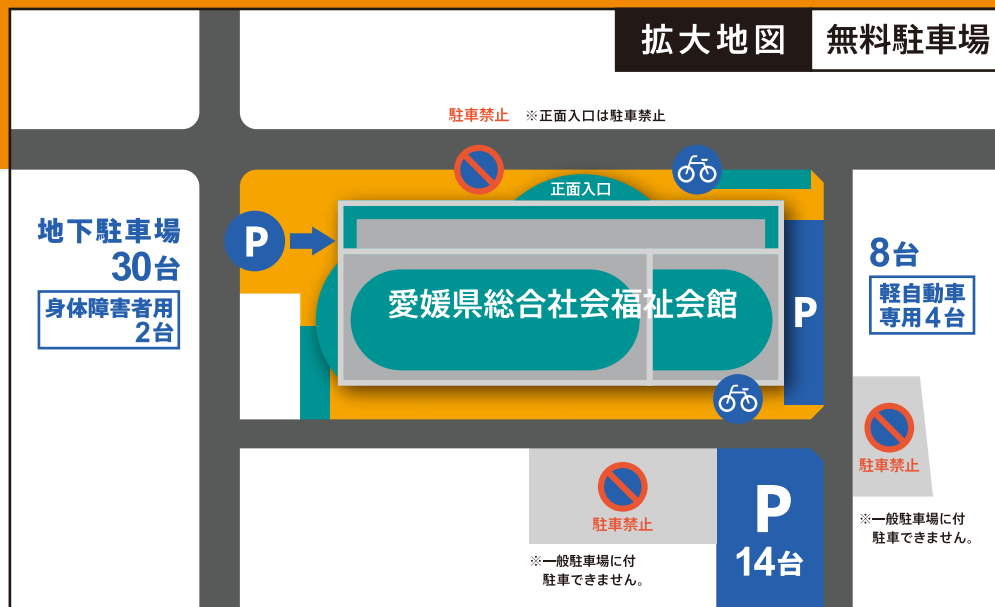 拡大地図
無料駐車場
駐車禁止 ※正面入口は駐車禁止
正面入口
地下駐車場
30台
身体障害者用
2台
P
愛媛県総合社会福祉会館
P
8台
軽自動車
専用4台
駐車禁止
※一般駐車場に付
駐車できません。
駐車禁止
※一般駐車場に付
駐車できません。
P
14台